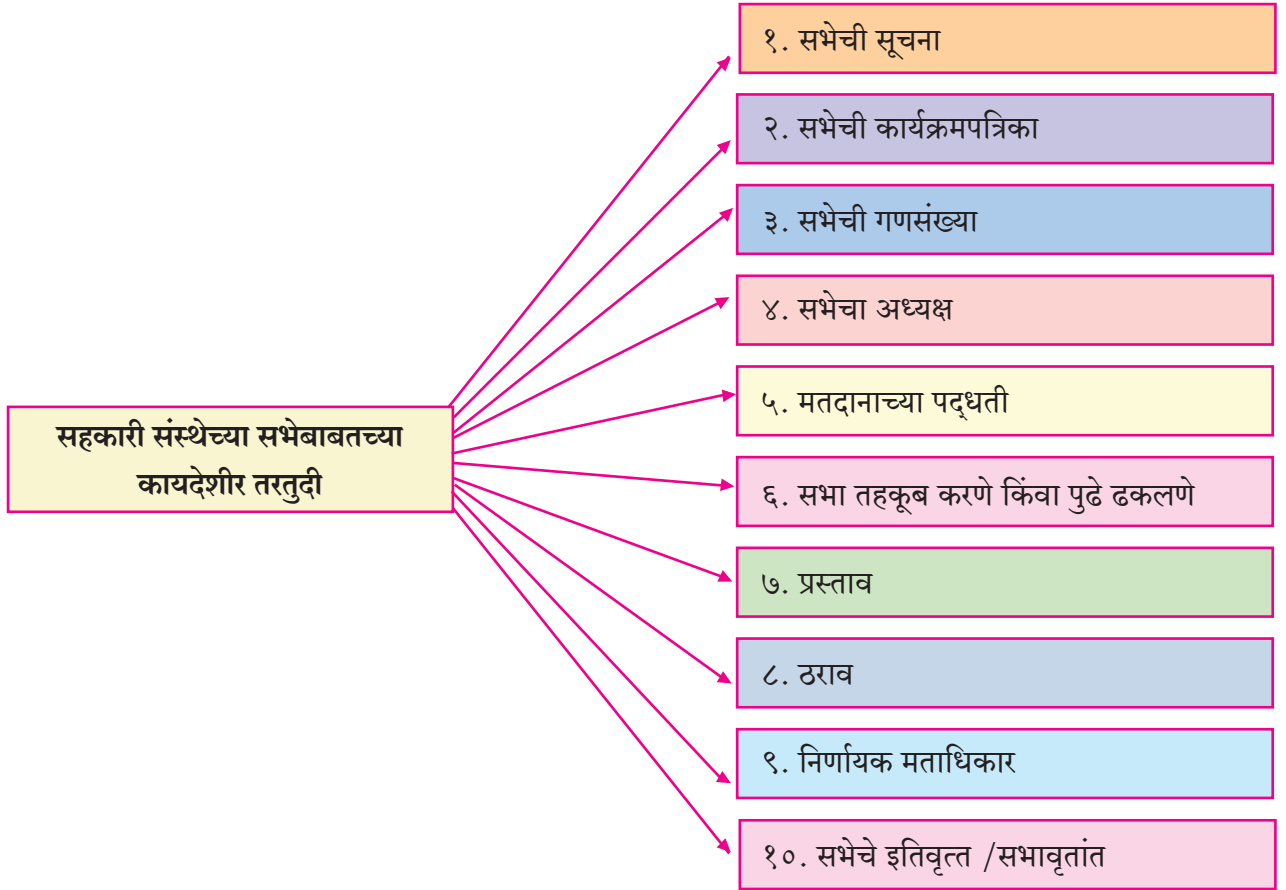 सहकारी संस्थेच्या सभेबाबतच्या
कायदेशीर तरतुदी
१. सभेची सूचना
२. सभेची कार्यक्रमपत्रिका
३. सभेची गणसंख्या
४. सभेचा अध्यक्ष
५. मतदानाच्या पद्धती
६. सभा तहकूब करणे किंवा पुढे ढकलणे
७. प्रस्ताव
८. ठराव
९. निर्णायक मताधिकार
१०. सभेचे इतिवृत्त /सभावृतांत